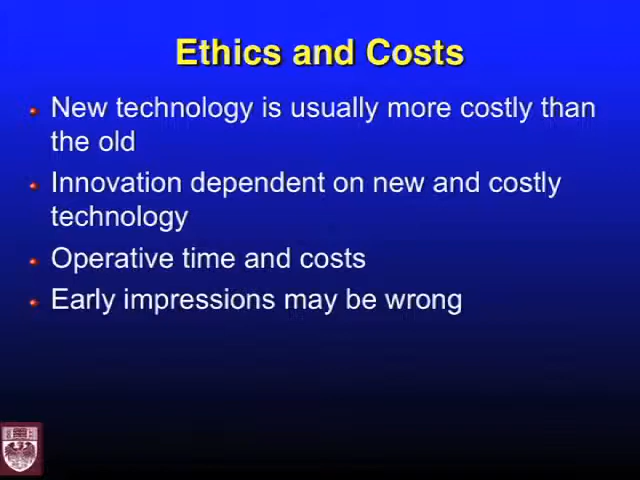 Ethics and Costs
New technology is usually more costly than
the old
Innovation dependent on new and costly
technology
Operative time and costs
Early impressions may be wrong